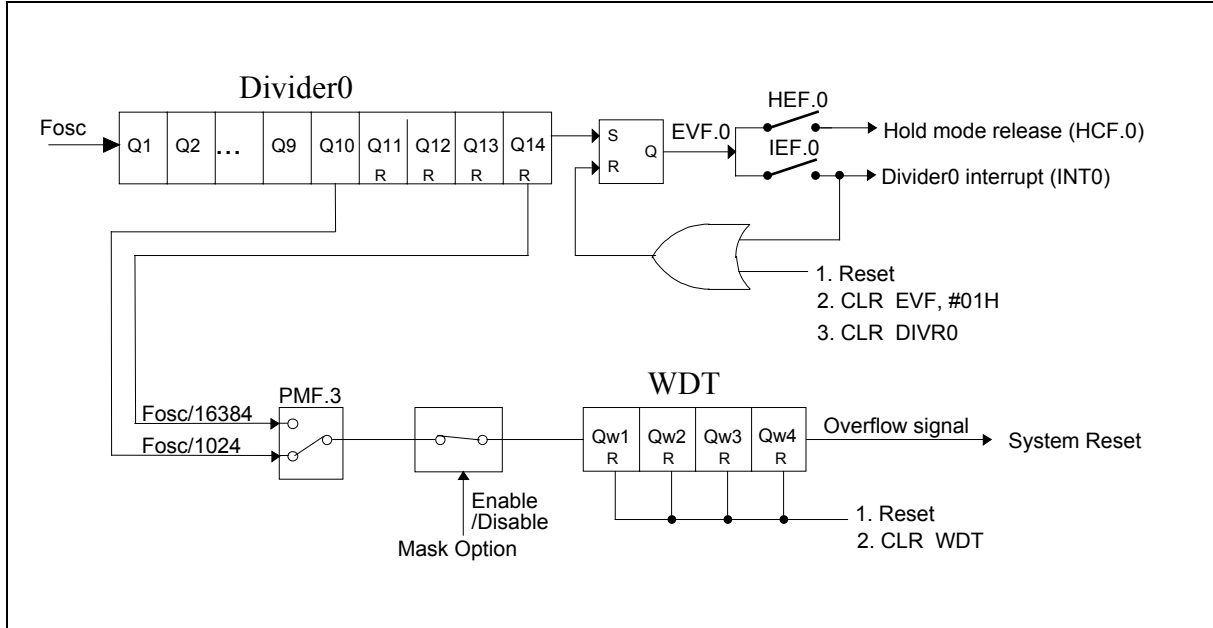 Divider0
Fosc
Q1 Q2 ... Q9 Q10 Q11 Q12 Q13 Q14
R R R R
S
R
Q
EVF.0
HEF.0
Hold mode release (HCF.0)
IEF.0
Divider0 interrupt (INT0)
1. Reset
2. CLR EVF, #01H
3. CLR DIVR0
WDT
PMF.3
Fosc/16384
Fosc/1024
Enable
/Disable
Mask Option
Qw1 Qw2 Qw3 Qw4
R R R R
Overflow signal
System Reset
1. Reset
2. CLR WDT